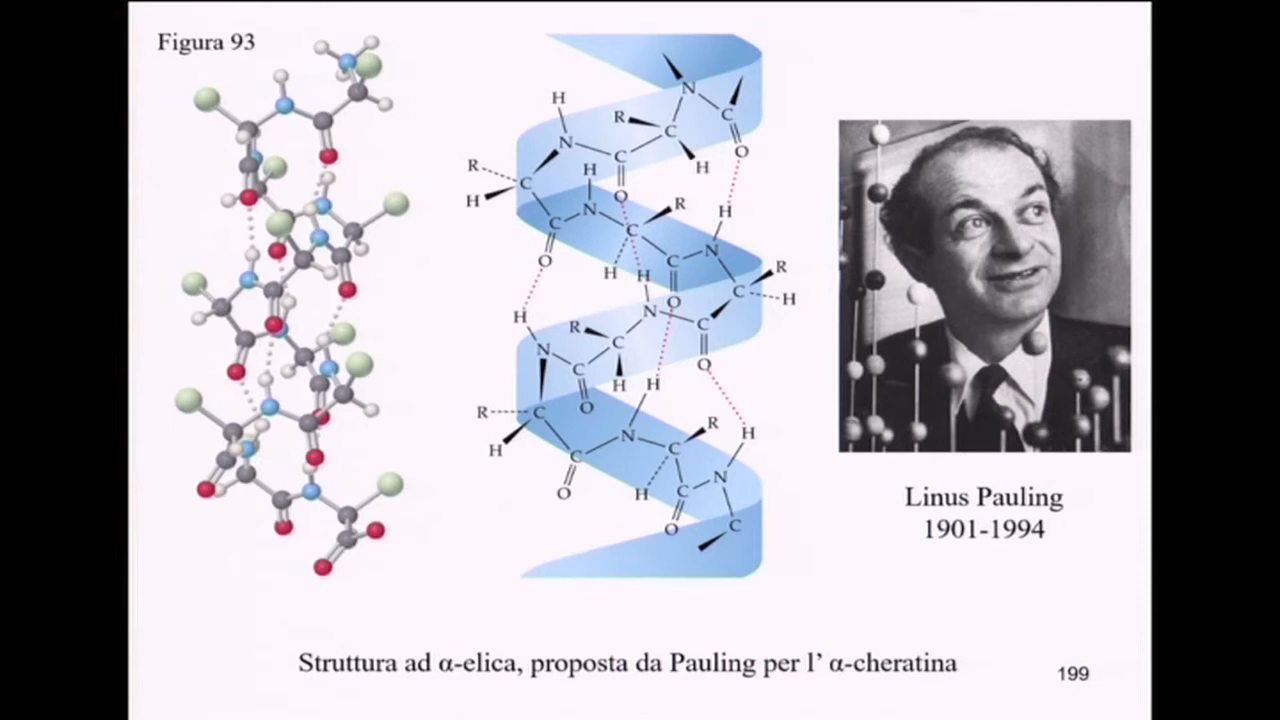 Figura 93
N
C
H
R
C
O
N
C
H
R
H
C
O
R
H
N
C
H
C
N
O
C
R
H
O
H
C
N
R
H
C
H
H
O
N
C
R
C
O
N
C
H
H
O
R
C
H
R
H
N
C
H
C
N
O
H
C
O
C
Linus Pauling
1901-1994
Struttura ad α-elica, proposta da Pauling per l’ α-cheratina
199